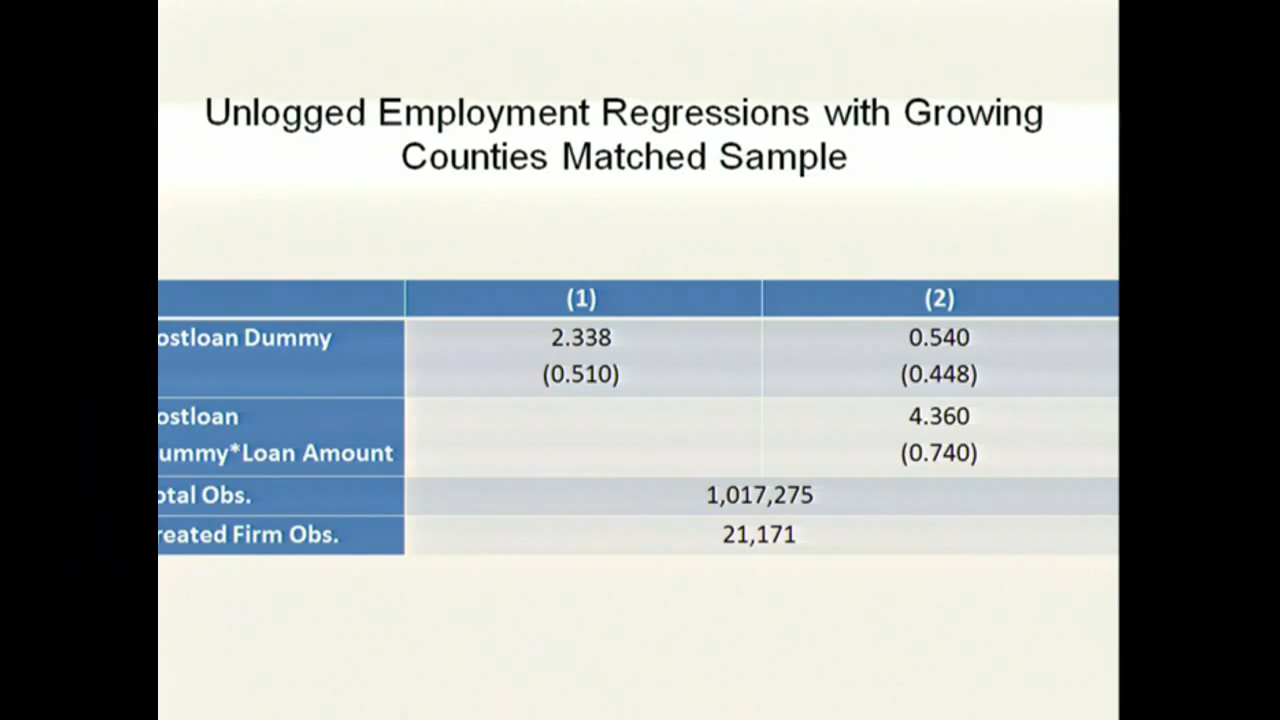 Unlogged Employment Regressions with Growing
Counties Matched Sample
(1) (2)
ostloan Dummy 2.338 0.540
(0.510) (0.448)
ostloan 4.360
ummy*Loan Amount (0.740)
otal Obs. 1,017,275
reated Firm Obs. 21,171